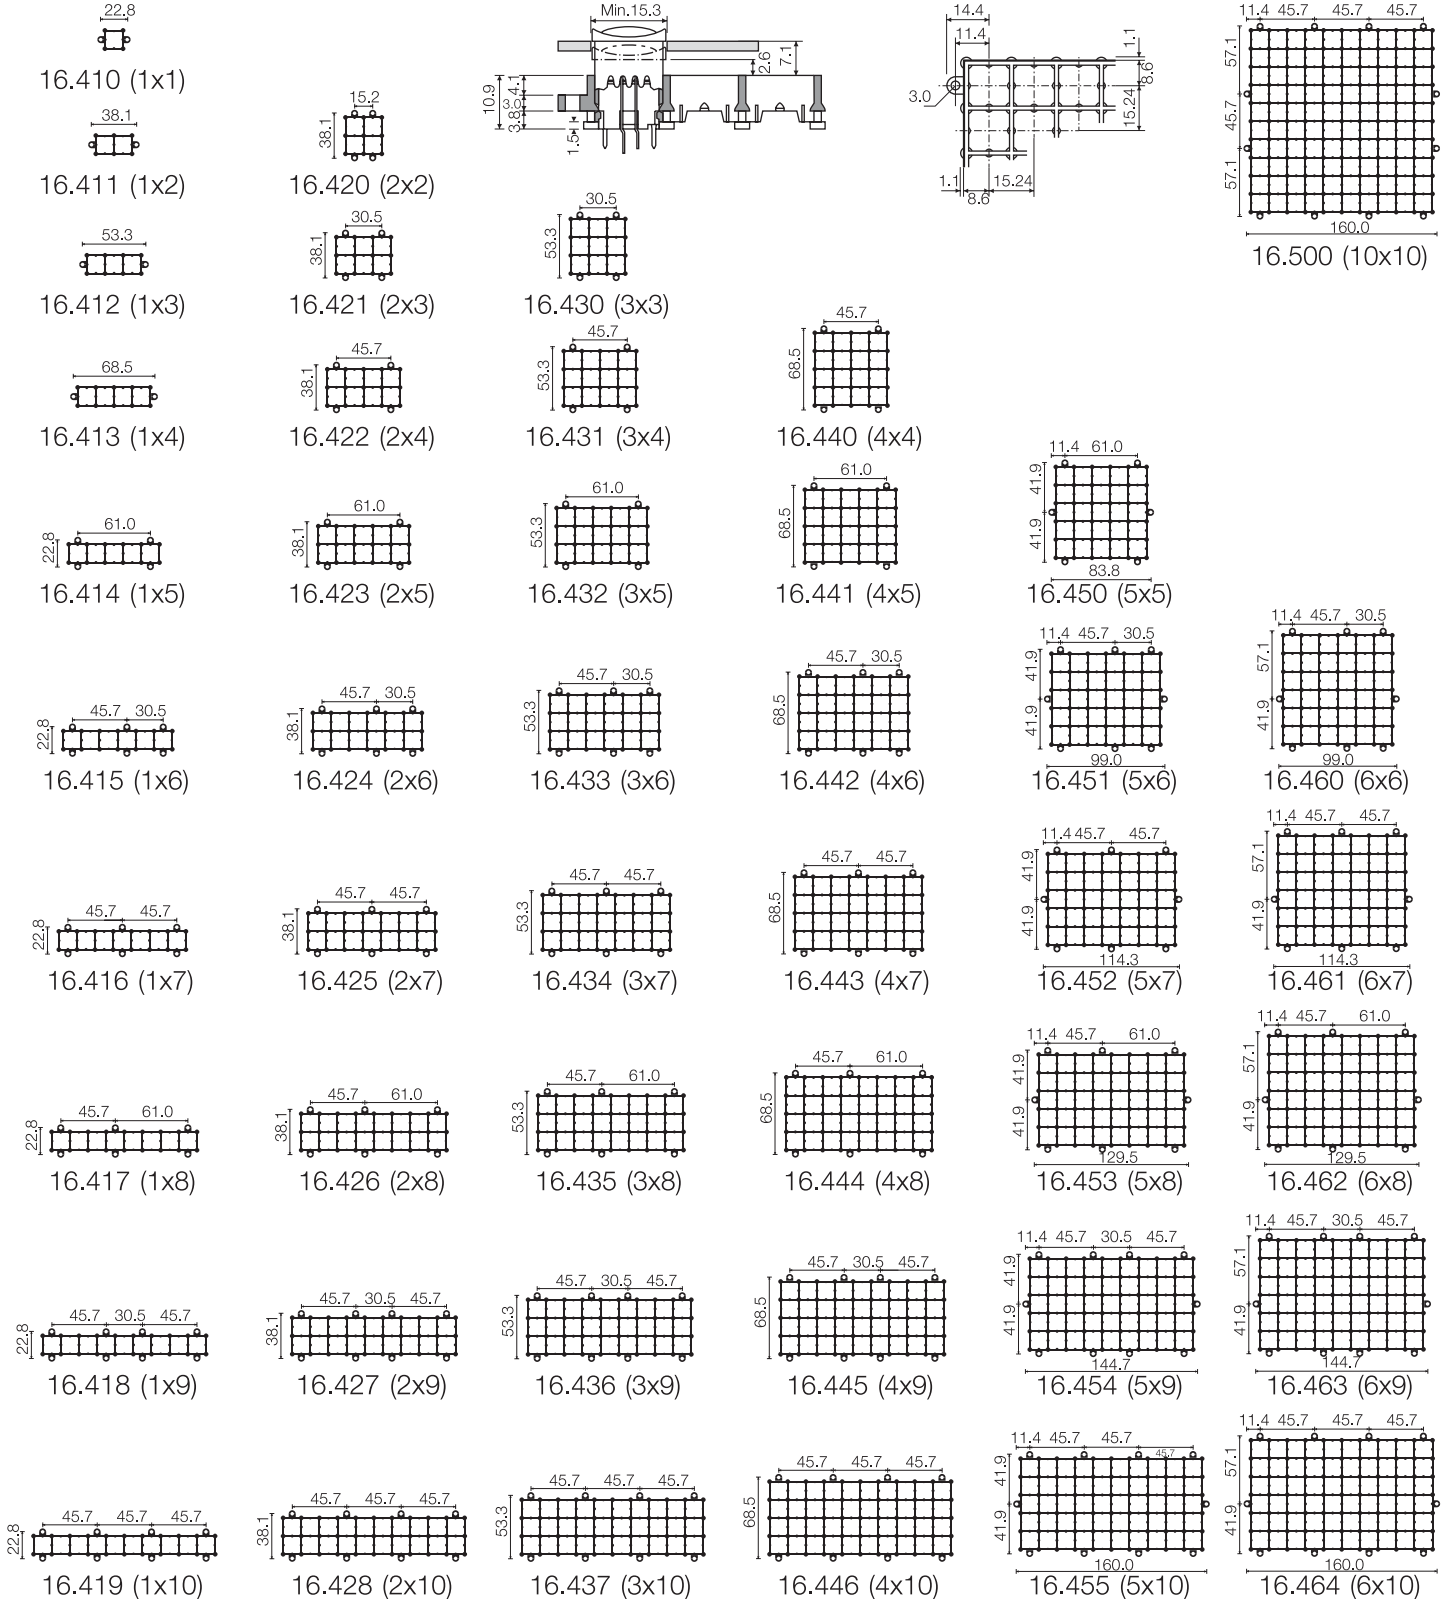 22.8
16.410 (1x1)
38.1
16.411 (1x2)
15.2
38.1
16.420 (2x2)
Min.15.3
2.6
7.1
10.9
4.1
3.0
3.8
1.5
14.4
11.4
3.0
1.1
8.6
15.24
1.1
15.24
8.6
11.4 45.7 45.7
57.1
45.7
57.1
160.0
16.500 (10x10)
53.3
16.412 (1x3)
30.5
38.1
16.421 (2x3)
30.5
53.3
16.430 (3x3)
68.5
16.413 (1x4)
45.7
38.1
16.422 (2x4)
45.7
53.3
16.431 (3x4)
45.7
68.5
16.440 (4x4)
61.0
22.8
16.414 (1x5)
61.0
38.1
16.423 (2x5)
61.0
53.3
16.432 (3x5)
61.0
68.5
16.441 (4x5)
11.4 61.0
41.9
41.9
83.8
16.450 (5x5)
45.7 30.5
22.8
16.415 (1x6)
45.7 30.5
38.1
16.424 (2x6)
45.7 30.5
53.3
16.433 (3x6)
45.7 30.5
68.5
16.442 (4x6)
11.4 45.7 30.5
41.9
41.9
99.0
16.451 (5x6)
11.4 45.7 30.5
57.1
41.9
99.0
16.460 (6x6)
45.7 45.7
22.8
16.416 (1x7)
45.7 45.7
38.1
16.425 (2x7)
45.7 45.7
53.3
16.434 (3x7)
45.7 45.7
68.5
16.443 (4x7)
11.4 45.7 45.7
41.9
41.9
114.3
16.452 (5x7)
11.4 45.7 45.7
57.1
41.9
114.3
16.461 (6x7)
45.7 61.0
22.8
16.417 (1x8)
45.7 61.0
38.1
16.426 (2x8)
45.7 61.0
53.3
16.435 (3x8)
45.7 61.0
68.5
16.444 (4x8)
11.4 45.7 61.0
41.9
41.9
129.5
16.453 (5x8)
11.4 45.7 61.0
57.1
41.9
129.5
16.462 (6x8)
45.7 30.5 45.7
22.8
16.418 (1x9)
45.7 30.5 45.7
38.1
16.427 (2x9)
45.7 30.5 45.7
53.3
16.436 (3x9)
45.7 30.5 45.7
68.5
16.445 (4x9)
11.4 45.7 30.5 45.7
41.9
41.9
144.7
16.454 (5x9)
11.4 45.7 30.5 45.7
57.1
41.9
144.7
16.463 (6x9)
45.7 45.7 45.7
22.8
16.419 (1x10)
45.7 45.7 45.7
38.1
16.428 (2x10)
45.7 45.7 45.7
53.3
16.437 (3x10)
45.7 45.7 45.7
68.5
16.446 (4x10)
11.4 45.7 45.7 45.7
41.9
41.9
160.0
16.455 (5x10)
11.4 45.7 45.7 45.7
57.1
41.9
160.0
16.464 (6x10)